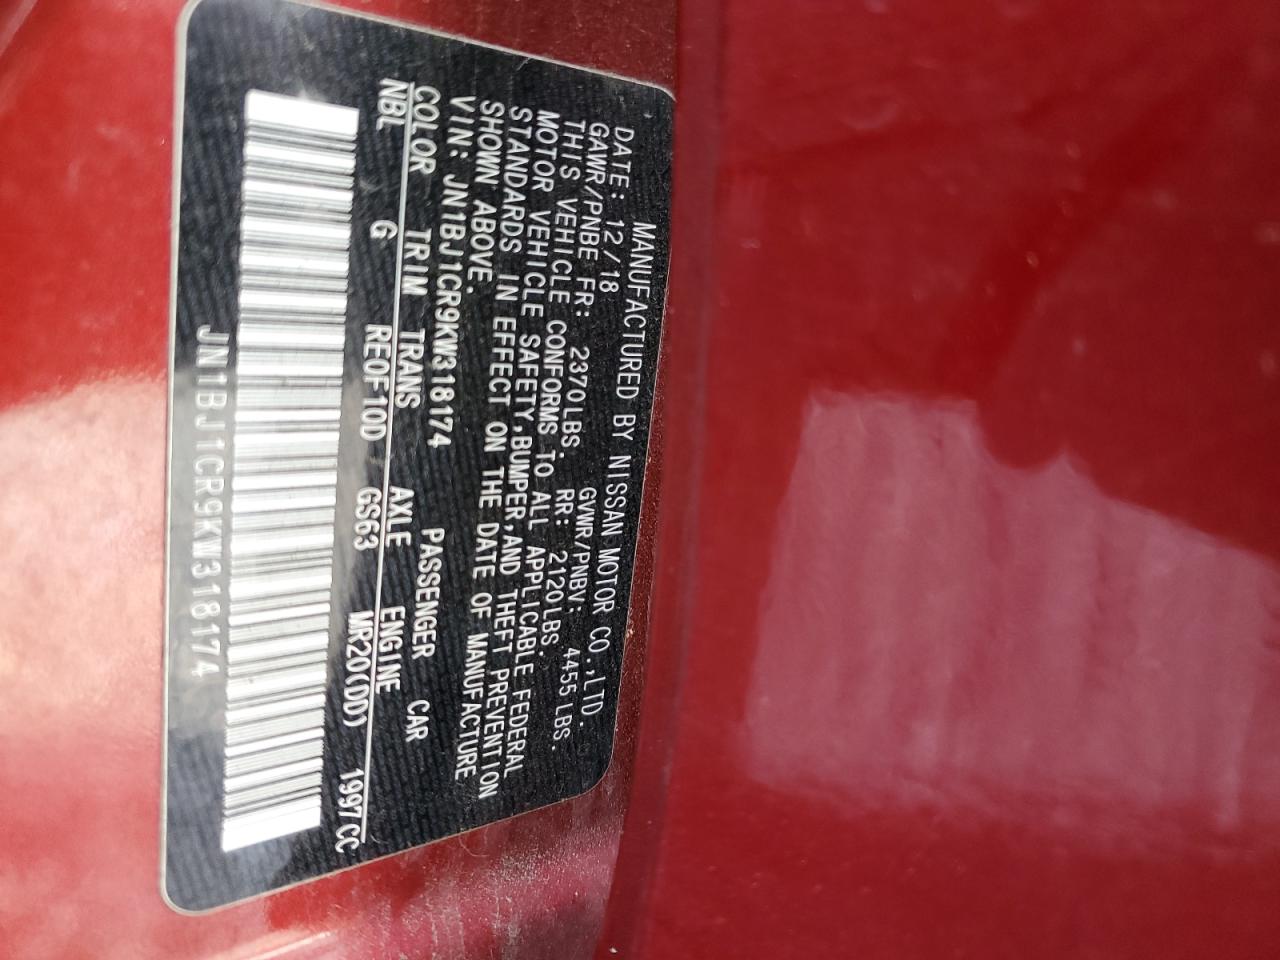 MANUFACTURED BY NISSAN MOTOR CO.,LTD.
DATE: 12/18 GVWR/PNBV: 4455LBS.
GAWR/PNBE FR: 2370LBS. RR: 2120LBS.
THIS VEHICLE CONFORMS TO ALL APPLICABLE FEDERAL
MOTOR VEHICLE SAFETY,BUMPER,AND THEFT PREVENTION
STANDARDS IN EFFECT ON THE DATE OF MANUFACTURE
SHOWN ABOVE.
VIN: JN1BJ1CR9KW318174 PASSENGER CAR
COLOR TRIM TRANS AXLE ENGINE
NBL G RE0F10D GS63 MR20(DD) 1997CC
JN1BJ1CR9KW318174